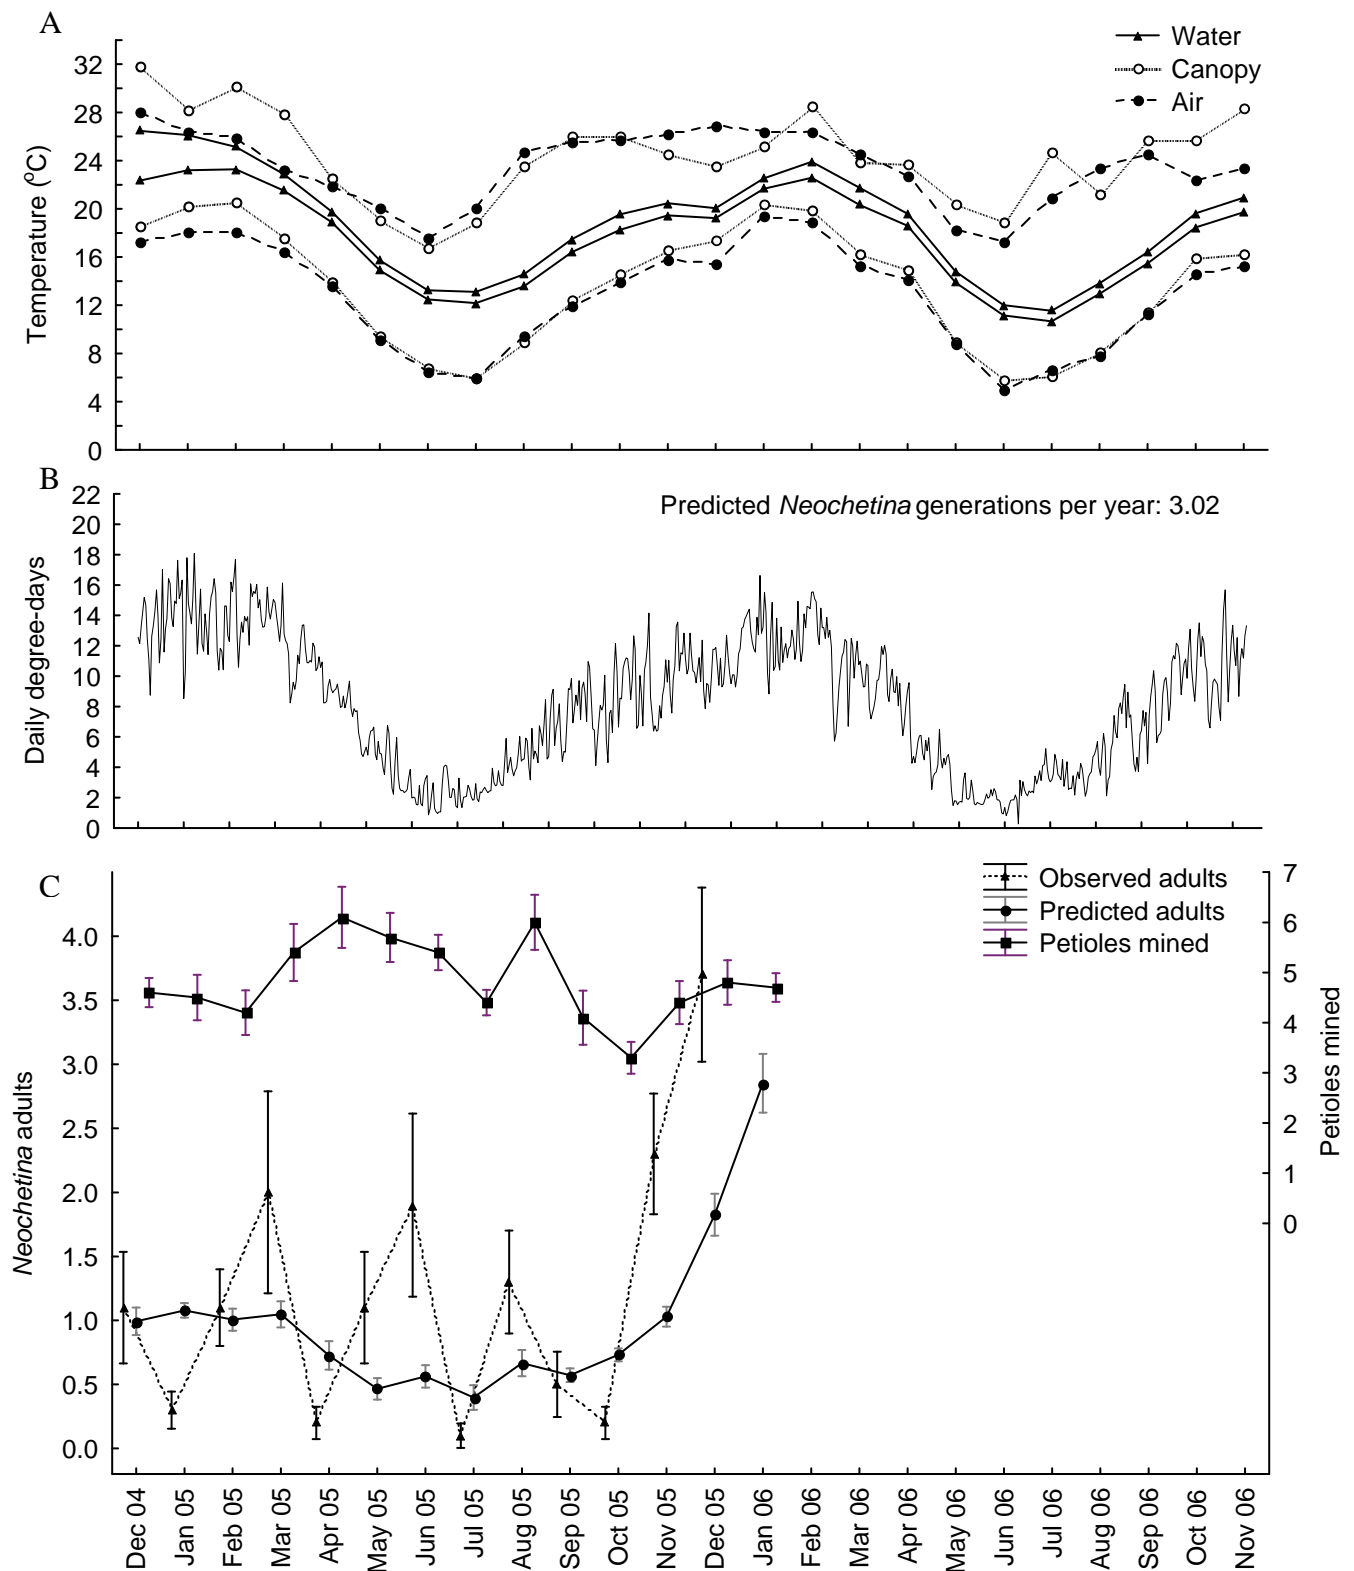 A
Water
Canopy
Air
Temperature (ºC)
32
28
24
20
16
12
8
4
0
B
Predicted Neochetina generations per year: 3.02
Daily degree-days
22
20
18
16
14
12
10
8
6
4
2
0
C
Observed adults
Predicted adults
Petioles mined
Neochetina adults
4.0
3.5
3.0
2.5
2.0
1.5
1.0
0.5
0.0
7
6
5
4
3
2
1
0
Petioles mined
Dec 04
Jan 05
Feb 05
Mar 05
Apr 05
May 05
Jun 05
Jul 05
Aug 05
Sep 05
Oct 05
Nov 05
Dec 05
Jan 06
Feb 06
Mar 06
Apr 06
May 06
Jun 06
Jul 06
Aug 06
Sep 06
Oct 06
Nov 06